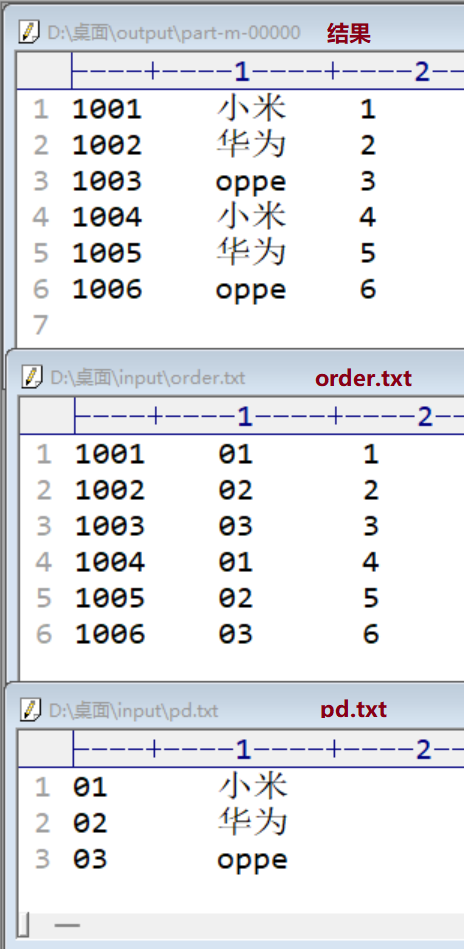 D:\桌面\output\part-m-00000 结果
├----+----1----+----2-
1 1001 小米 1
2 1002 华为 2
3 1003 oppe 3
4 1004 小米 4
5 1005 华为 5
6 1006 oppe 6
7
D:\桌面\input\order.txt order.txt
├----+----1----+----2-
1 1001 01 1
2 1002 02 2
3 1003 03 3
4 1004 01 4
5 1005 02 5
6 1006 03 6
D:\桌面\input\pd.txt pd.txt
├----+----1----+----2-
1 01 小米
2 02 华为
3 03 oppe